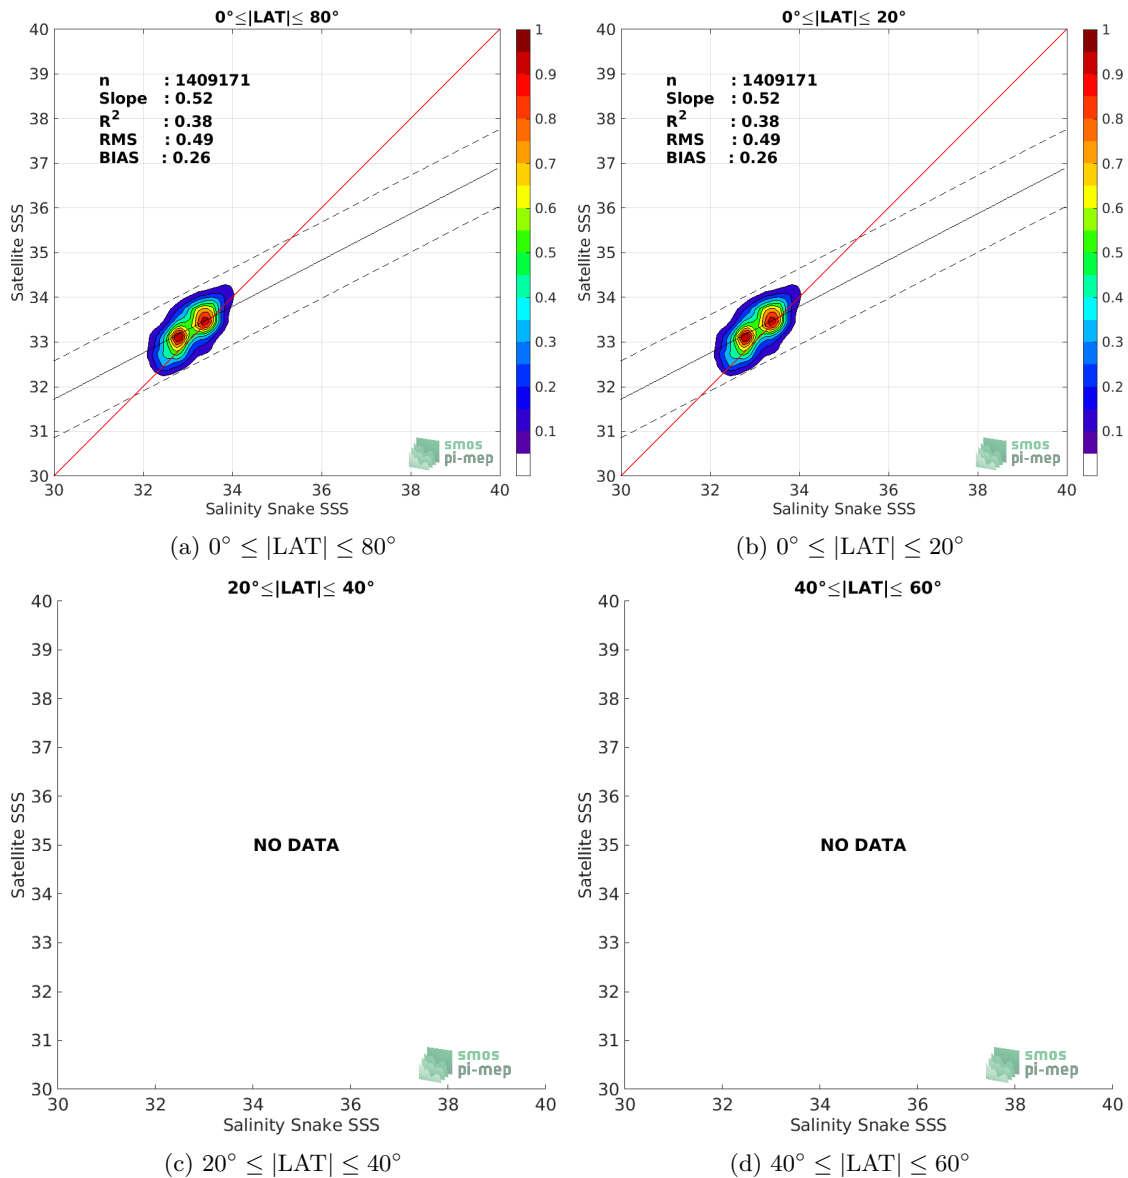 0°≤|LAT|≤ 80°
40
39
38
37
36
35
34
33
32
31
30
n : 1409171
Slope : 0.52
R² : 0.38
RMS : 0.49
BIAS : 0.26
Satellite SSS
30 32 34 36 38 40
Salinity Snake SSS
1
0.9
0.8
0.7
0.6
0.5
0.4
0.3
0.2
0.1
smos
pi-mep
(a) 0° ≤ |LAT| ≤ 80°
0°≤|LAT|≤ 20°
40
39
38
37
36
35
34
33
32
31
30
n : 1409171
Slope : 0.52
R² : 0.38
RMS : 0.49
BIAS : 0.26
Satellite SSS
30 32 34 36 38 40
Salinity Snake SSS
1
0.9
0.8
0.7
0.6
0.5
0.4
0.3
0.2
0.1
smos
pi-mep
(b) 0° ≤ |LAT| ≤ 20°
20°≤|LAT|≤ 40°
40
39
38
37
36
35
34
33
32
31
30
NO DATA
Satellite SSS
30 32 34 36 38 40
Salinity Snake SSS
smos
pi-mep
(c) 20° ≤ |LAT| ≤ 40°
40°≤|LAT|≤ 60°
40
39
38
37
36
35
34
33
32
31
30
NO DATA
Satellite SSS
30 32 34 36 38 40
Salinity Snake SSS
smos
pi-mep
(d) 40° ≤ |LAT| ≤ 60°